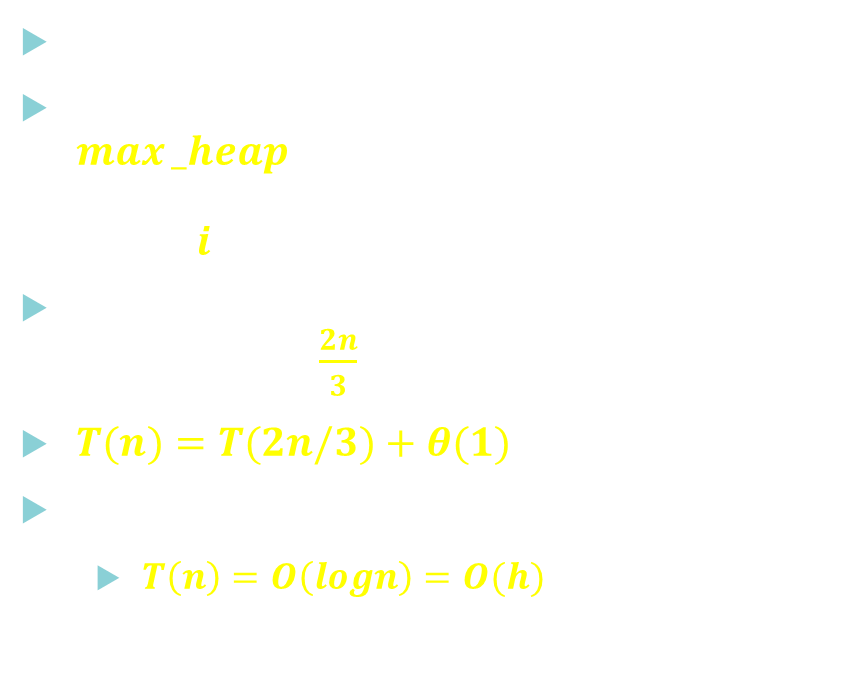 max_heap
i
2n/3
T(n) = T(2n/3) + θ(1)
T(n) = O(logn) = O(h)